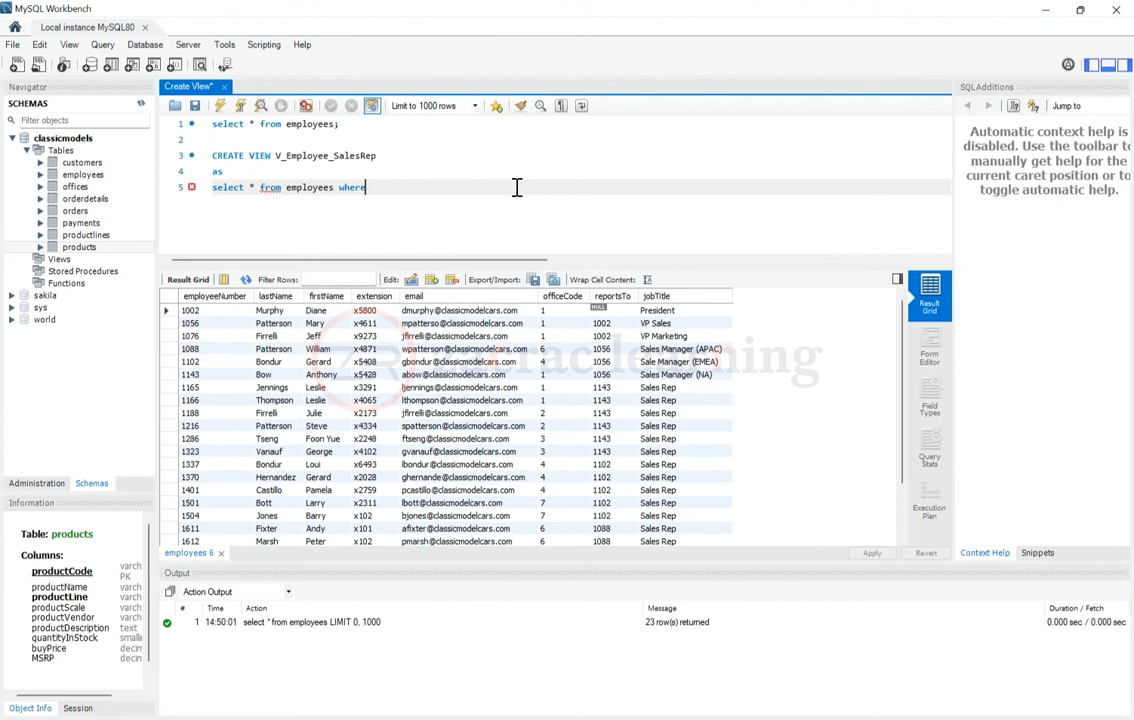 MySQL Workbench
Local instance MySQL80
File Edit View Query Database Server Tools Scripting Help
Navigator
SCHEMAS
Filter objects
classicmodels
Tables
customers
employees
offices
orderdetails
orders
payments
productlines
products
Views
Stored Procedures
Functions
sakila
sys
world
Administration Schemas
Information
Table: products
Columns:
productCode varch
PK
productName varch
productLine varch
productScale varch
productVendor varch
productDescription text
quantityInStock smalli
buyPrice decin
MSRP decin
Object Info Session
Create View*
Limit to 1000 rows
1 select * from employees;
2
3 CREATE VIEW V_Employee_SalesRep
4 as
5 select * from employees where
Result Grid Filter Rows: Edit: Export/Import: Wrap Cell Content:
employeeNumber lastName firstName extension email officeCode reportsTo jobTitle
1002 Murphy Diane x5800 dmurphy@classicmodelcars.com 1 NULL President
1056 Patterson Mary x4611 mpatterso@classicmodelcars.com 1 1002 VP Sales
1076 Firrelli Jeff x9273 jfirrelli@classicmodelcars.com 1 1002 VP Marketing
1088 Patterson William x4871 wpatterson@classicmodelcars.com 6 1056 Sales Manager (APAC)
1102 Bondur Gerard x5408 gbondur@classicmodelcars.com 4 1056 Sale Manager (EMEA)
1143 Bow Anthony x5428 abow@classicmodelcars.com 1 1056 Sales Manager (NA)
1165 Jennings Leslie x3291 ljennings@classicmodelcars.com 1 1143 Sales Rep
1166 Thompson Leslie x4065 lthompson@classicmodelcars.com 1 1143 Sales Rep
1188 Firrelli Julie x2173 jfirrelli@classicmodelcars.com 2 1143 Sales Rep
1216 Patterson Steve x4334 spatterson@classicmodelcars.com 2 1143 Sales Rep
1286 Tseng Foon Yue x2248 ftseng@classicmodelcars.com 3 1143 Sales Rep
1323 Vanauf George x4102 gvanauf@classicmodelcars.com 3 1143 Sales Rep
1337 Bondur Loui x6493 lbondur@classicmodelcars.com 4 1102 Sales Rep
1370 Hernandez Gerard x2028 ghernande@classicmodelcars.com 4 1102 Sales Rep
1401 Castillo Pamela x2759 pcastillo@classicmodelcars.com 4 1102 Sales Rep
1501 Bott Larry x2311 lbott@classicmodelcars.com 7 1102 Sales Rep
1504 Jones Barry x102 bjones@classicmodelcars.com 7 1102 Sales Rep
1611 Fixter Andy x101 afixter@classicmodelcars.com 6 1088 Sales Rep
1612 Marsh Peter x102 pmarsh@classicmodelcars.com 6 1088 Sales Rep
learning
employees 6
Apply Revert
Result Grid
Form Editor
Field Types
Query Stats
Execution Plan
Output
Action Output
# Time Action Message Duration / Fetch
1 14:50:01 select * from employees LIMIT 0, 1000 23 row(s) returned 0.000 sec / 0.000 sec
SQLAdditions
Jump to
Automatic context help is
disabled. Use the toolbar to
manually get help for the
current caret position or to
toggle automatic help.
Context Help Snippets